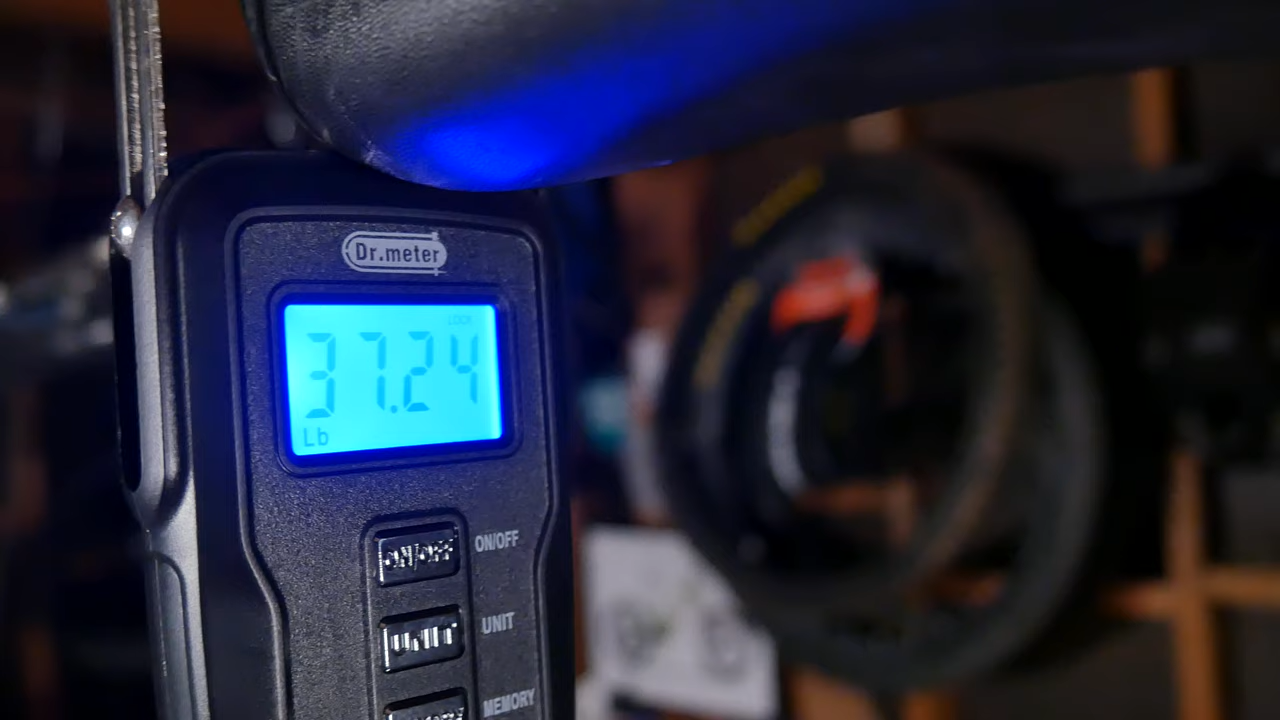 Dr.meter
LOCK
37.24
Lb
ON/OFF
ON/OFF
UNIT
UNIT
MEMORY